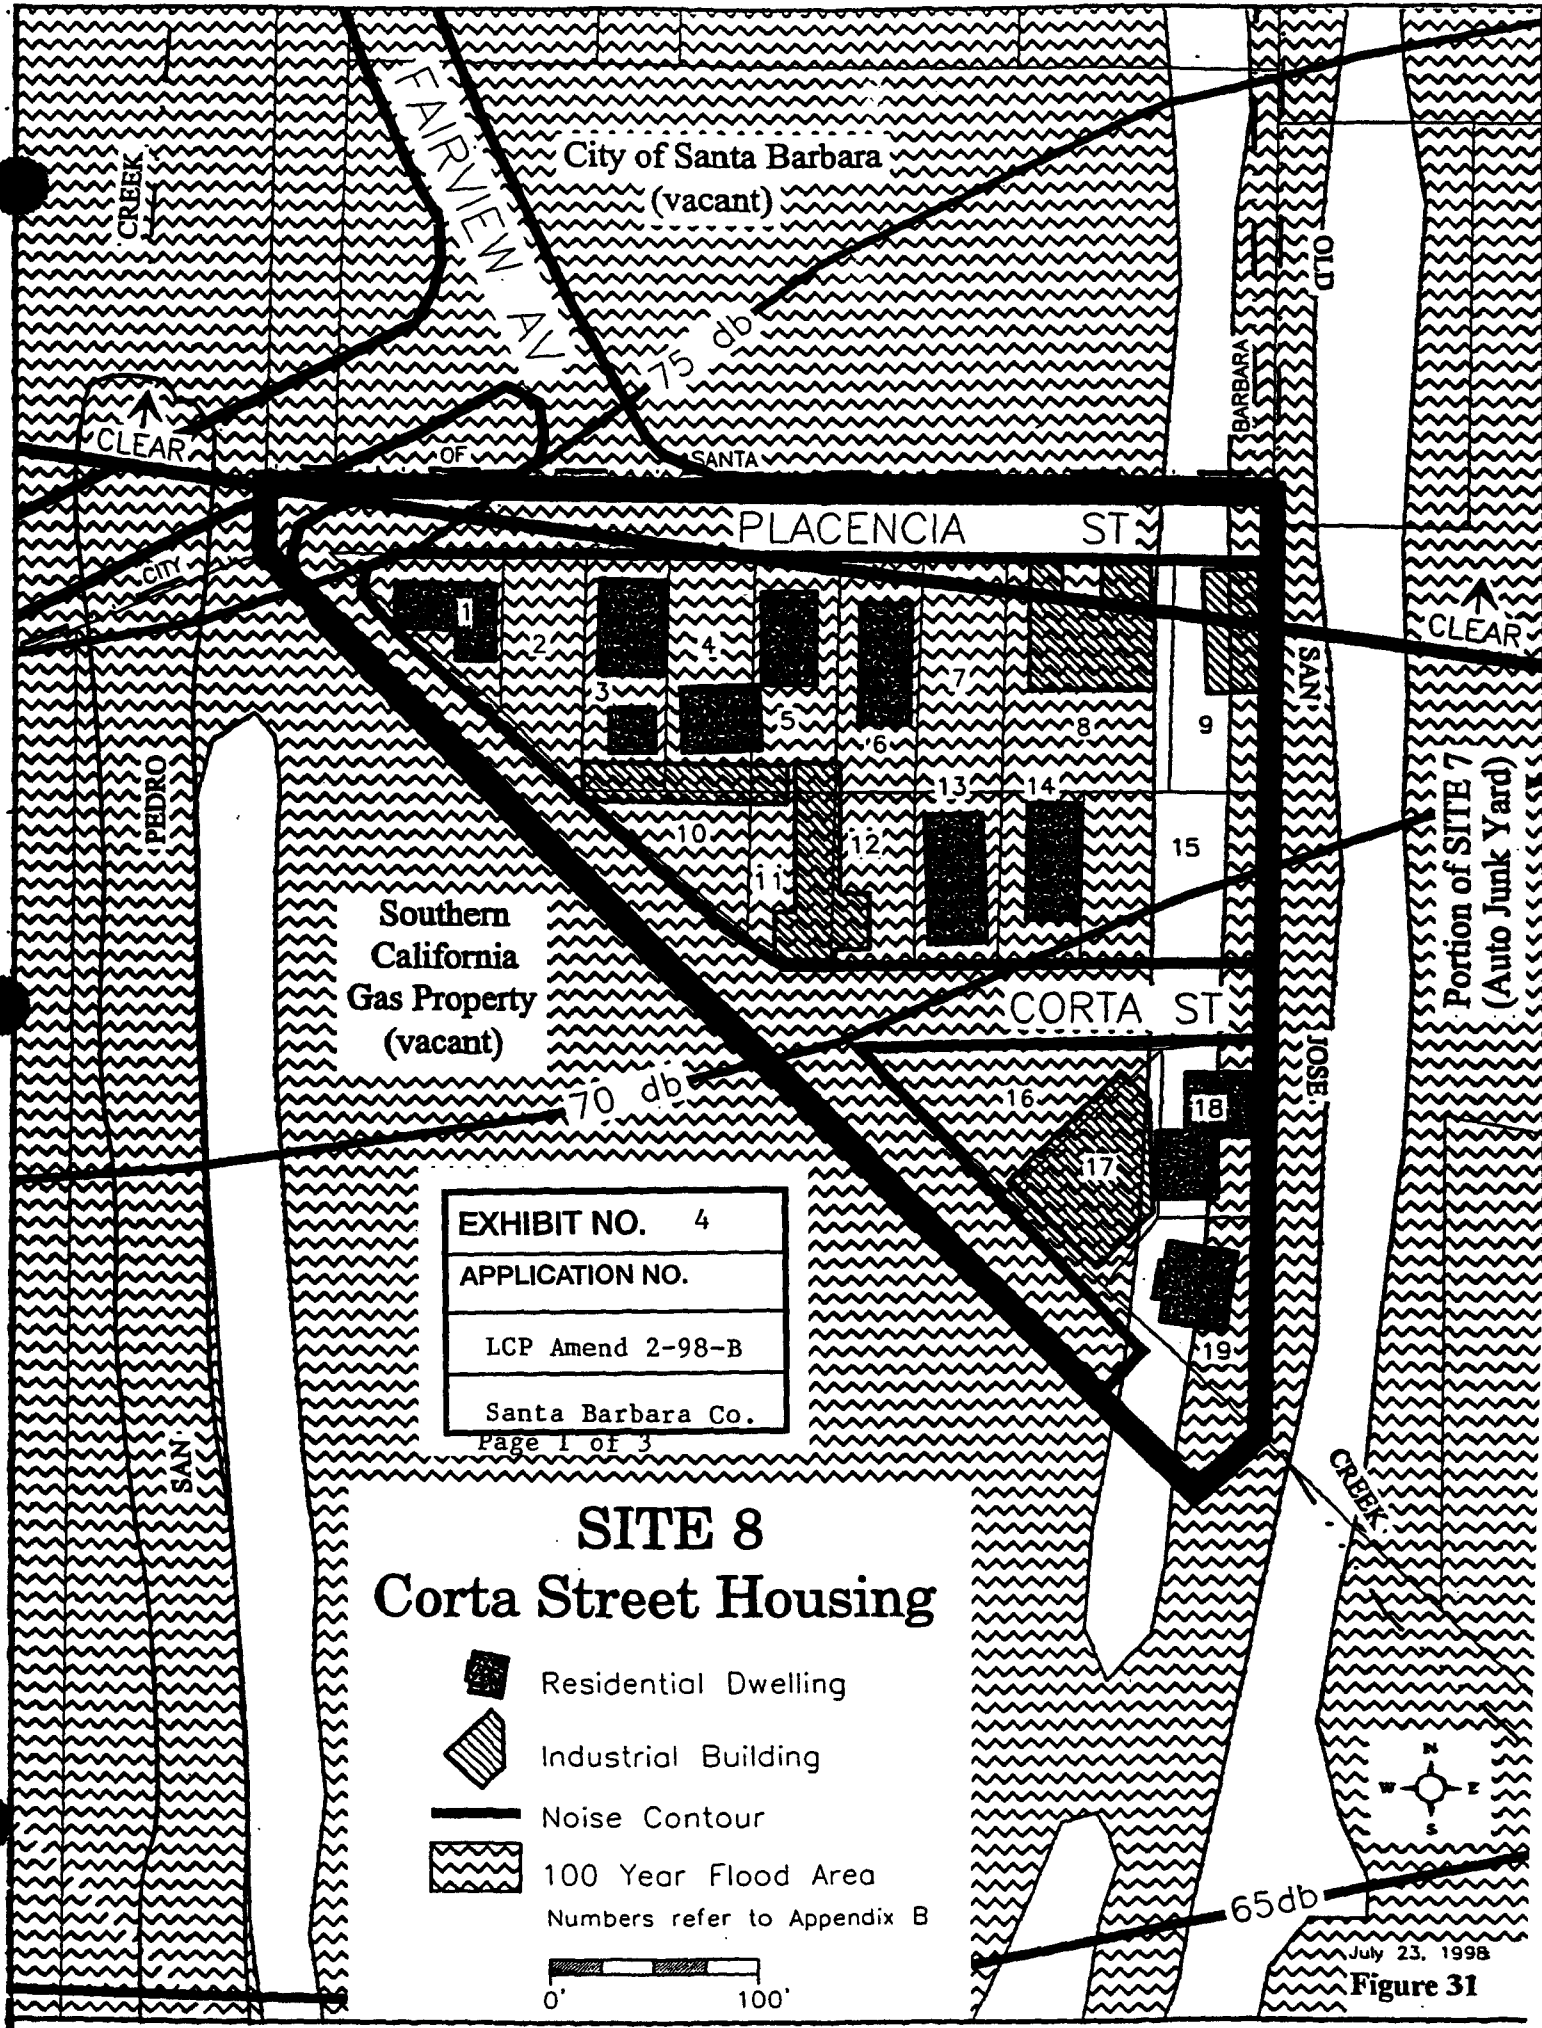 FAIRVIEW AV
City of Santa Barbara
(vacant)
CREEK
OLD
75 db
BARBARA
CLEAR
OF
SANTA
PLACENCIA ST
CITY
CLEAR
1
2
3
4
5
6
7
8
9
SAN
PEDRO
10
11
12
13
14
15
Portion of SITE 7
(Auto Junk Yard)
Southern
California
Gas Property
(vacant)
CORTA ST
JOSE
70 db
16
17
18
19
EXHIBIT NO. 4
APPLICATION NO.
LCP Amend 2-98-B
Santa Barbara Co.
Page 1 of 3
SAN
CREEK
SITE 8
Corta Street Housing
Residential Dwelling
Industrial Building
Noise Contour
100 Year Flood Area
Numbers refer to Appendix B
0' 100'
N
W E
S
65db
July 23, 1998
Figure 31